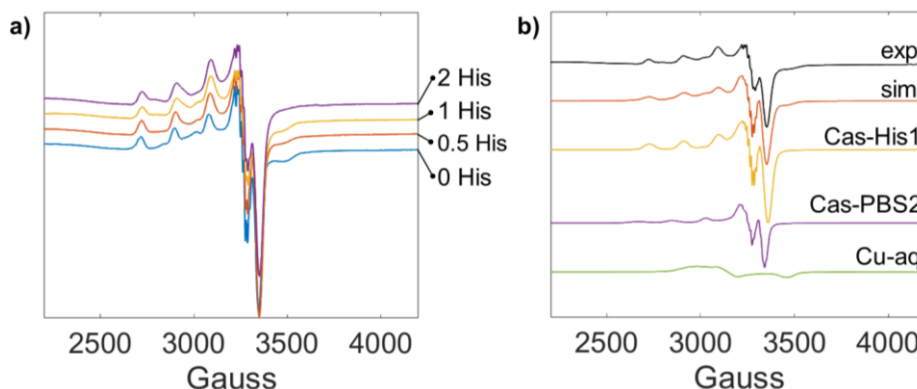 a)
2 His
1 His
0.5 His
0 His
2500 3000 3500 4000
Gauss
b)
exp
sim
Cas-His1
Cas-PBS2
Cu-aq
2500 3000 3500 4000
Gauss